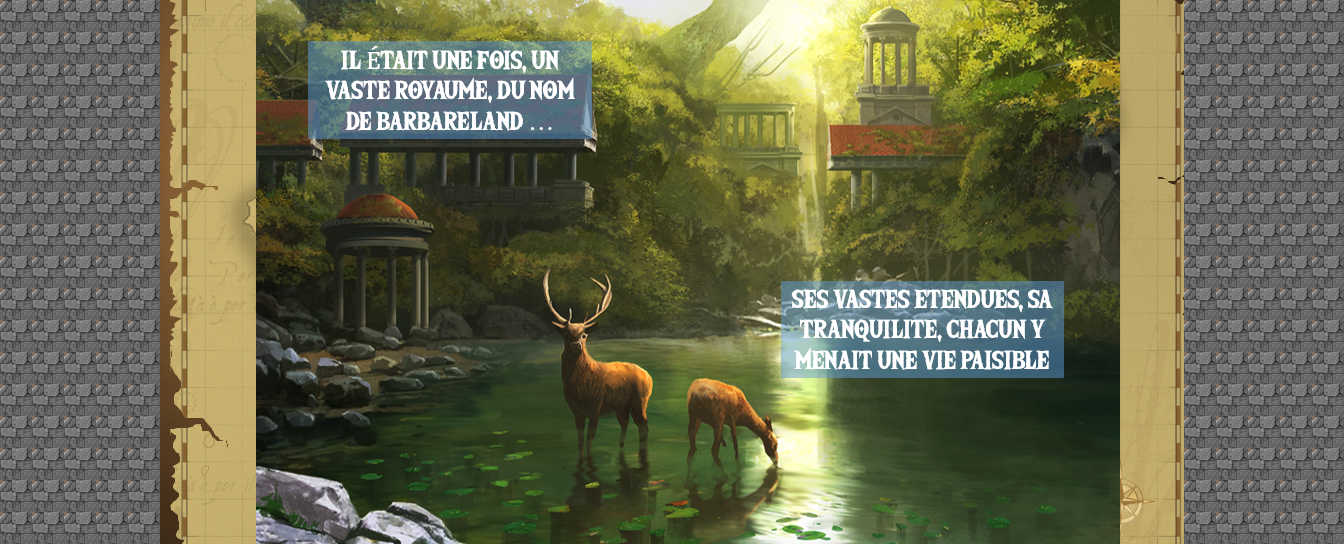 IL ÉTAIT UNE FOIS, UN
VASTE ROYAUME, DU NOM
DE BARBARELAND ...
SES VASTES ETENDUES, SA
TRANQUILITE, CHACUN Y
MENAIT UNE VIE PAISIBLE